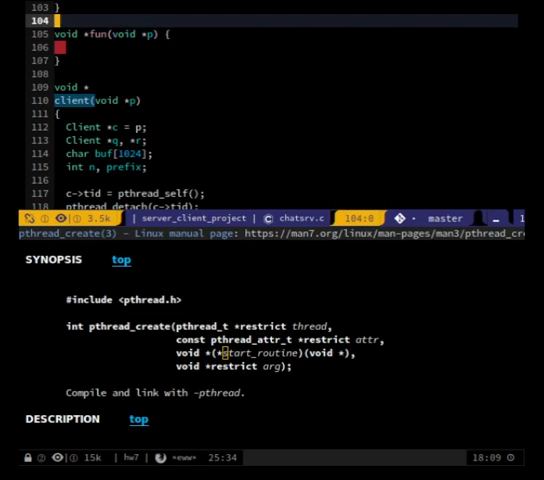 103 }
104
105 void *fun(void *p) {
106
107 }
108
109 void *
110 client(void *p)
111 {
112 Client *c = p;
113 Client *q, *r;
114 char buf[1024];
115 int n, prefix;
116
117 c->tid = pthread_self();
118 pthread_detach(c->tid);
3.5k | server_client_project | chatsrv.c 104:0 master
pthread_create(3) – Linux manual page: https://man7.org/linux/man-pages/man3/pthread_cr
SYNOPSIS top
#include <pthread.h>
int pthread_create(pthread_t *restrict thread,
const pthread_attr_t *restrict attr,
void *(*start_routine)(void *),
void *restrict arg);
Compile and link with -pthread.
DESCRIPTION top
15k | hw7 | *eww* 25:34 18:09